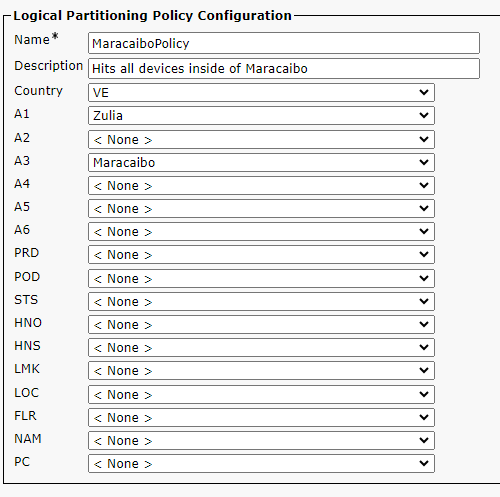 Logical Partitioning Policy Configuration
Name* MaracaiboPolicy
Description Hits all devices inside of Maracaibo
Country VE
A1 Zulia
A2 < None >
A3 Maracaibo
A4 < None >
A5 < None >
A6 < None >
PRD < None >
POD < None >
STS < None >
HNO < None >
HNS < None >
LMK < None >
LOC < None >
FLR < None >
NAM < None >
PC < None >